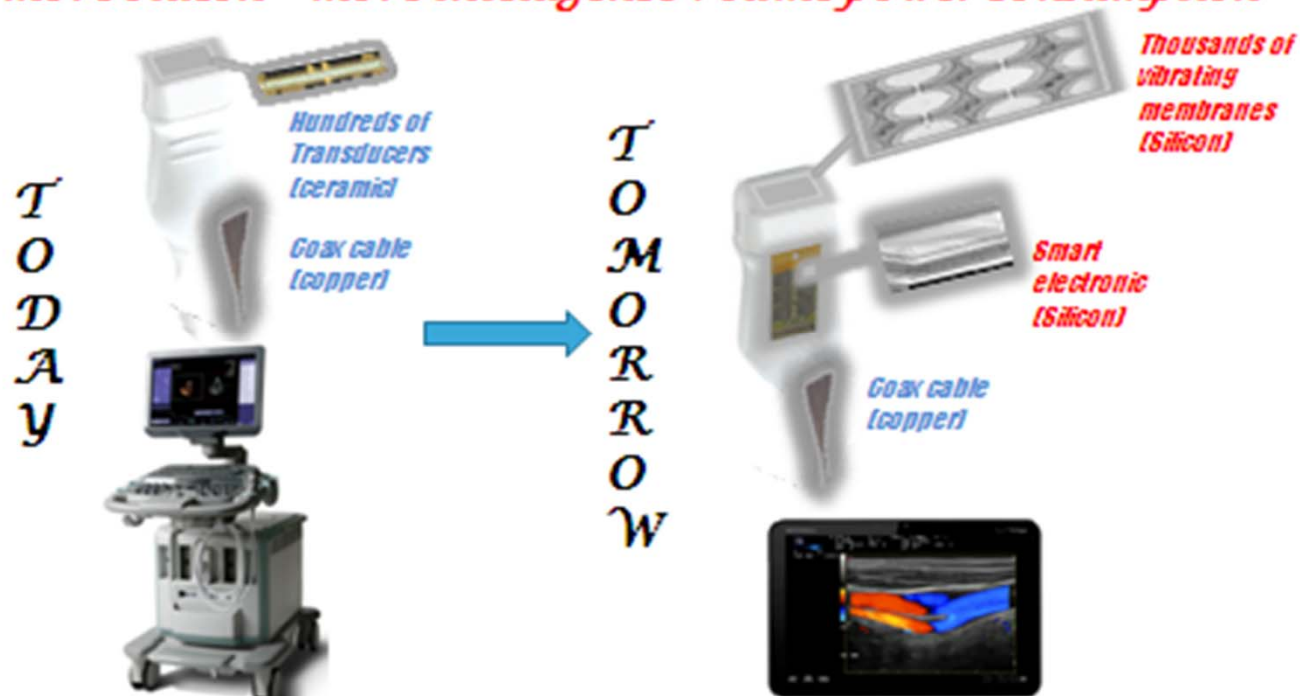 TODAY
Hundreds of
Transducers
(ceramic)
Coax cable
(copper)
TOMORROW
Thousands of
vibrating
membranes
(Silicon)
Smart
electronic
(Silicon)
Coax cable
(copper)